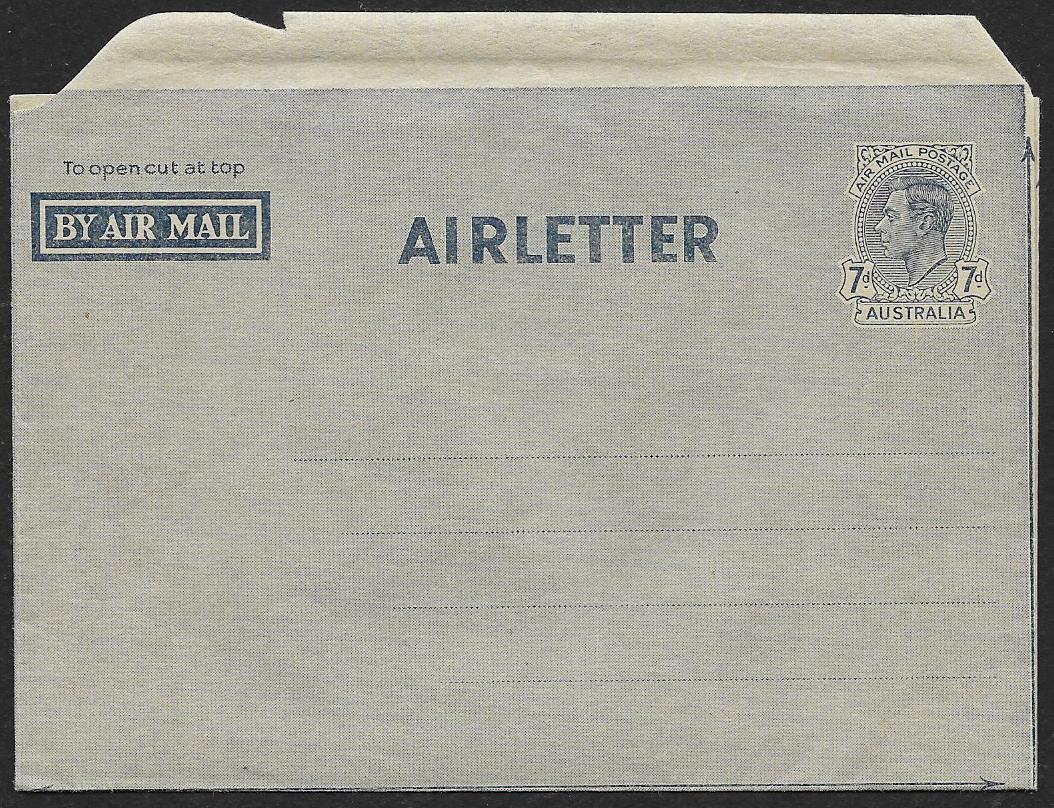 To open cut at top
BY AIR MAIL
AIRLETTER
AIR MAIL POSTAGE
7d 7d
AUSTRALIA